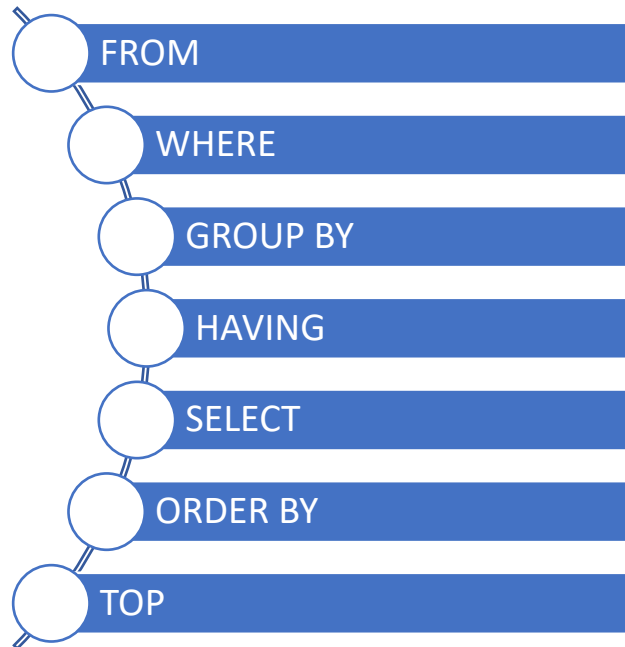 FROM
WHERE
GROUP BY
HAVING
SELECT
ORDER BY
TOP